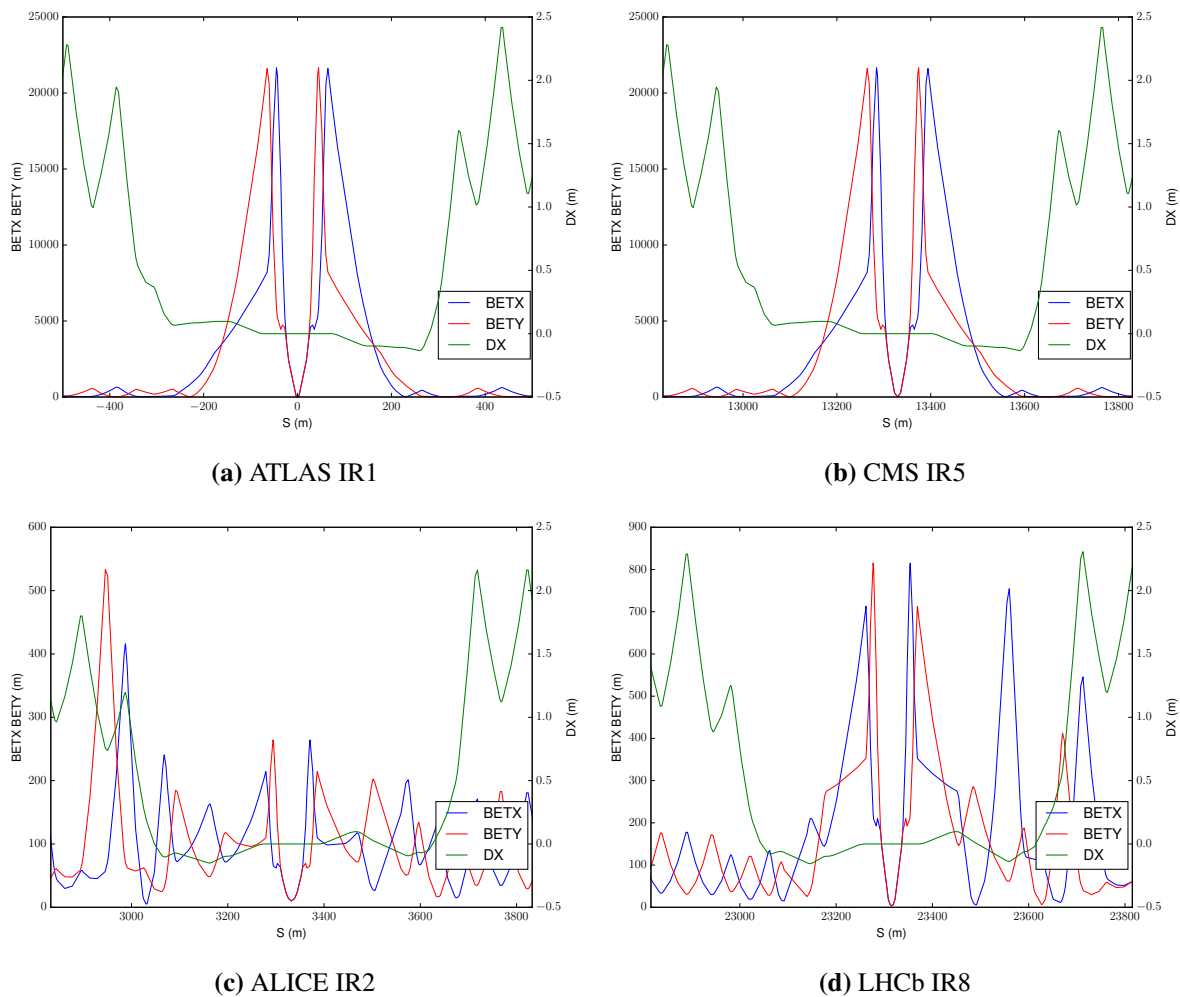 25000
20000
15000
10000
5000
0
BETX BETY (m)
2.5
2.0
1.5
1.0
0.5
0.0
−0.5
DX (m)
−400 −200 0 200 400
S (m)
BETX
BETY
DX
(a) ATLAS IR1
25000
20000
15000
10000
5000
0
BETX BETY (m)
2.5
2.0
1.5
1.0
0.5
0.0
−0.5
DX (m)
13000 13200 13400 13600 13800
S (m)
BETX
BETY
DX
(b) CMS IR5
600
500
400
300
200
100
0
BETX BETY (m)
2.5
2.0
1.5
1.0
0.5
0.0
−0.5
DX (m)
3000 3200 3400 3600 3800
S (m)
BETX
BETY
DX
(c) ALICE IR2
900
800
700
600
500
400
300
200
100
0
BETX BETY (m)
2.5
2.0
1.5
1.0
0.5
0.0
−0.5
DX (m)
23000 23200 23400 23600 23800
S (m)
BETX
BETY
DX
(d) LHCb IR8